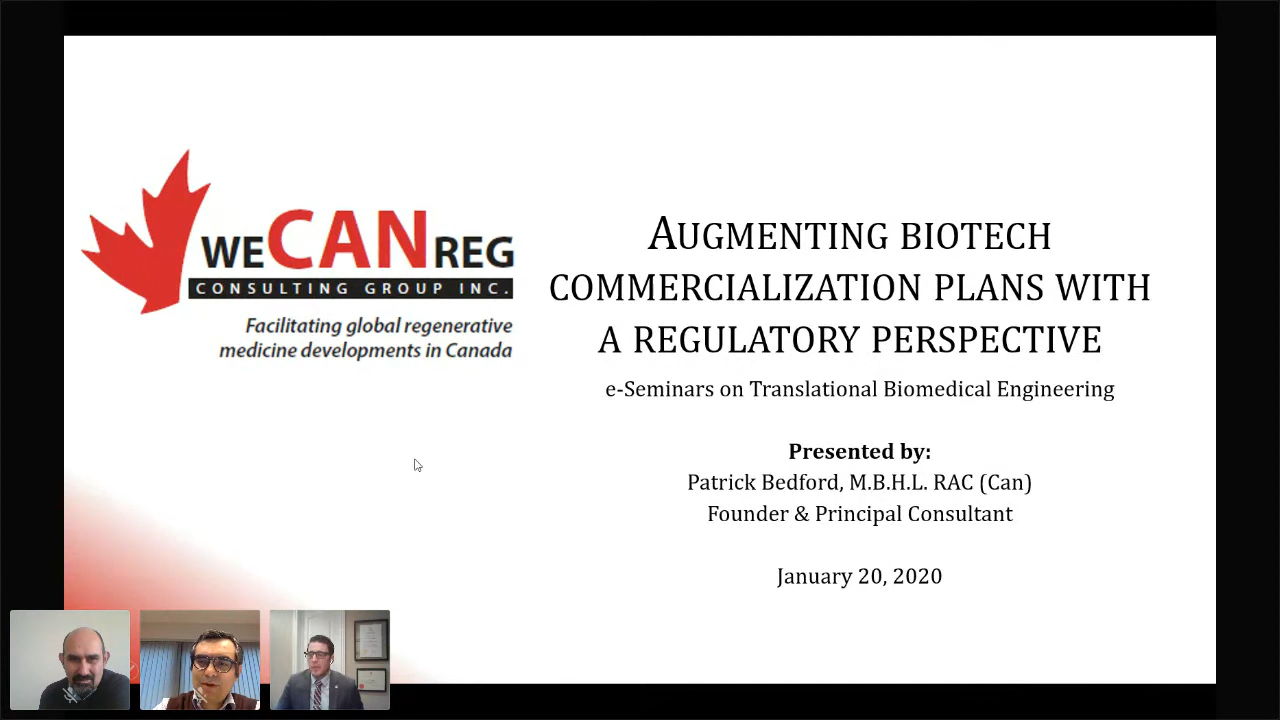 WECANREG
CONSULTING GROUP INC.
Facilitating global regenerative
medicine developments in Canada
AUGMENTING BIOTECH
COMMERCIALIZATION PLANS WITH
A REGULATORY PERSPECTIVE
e-Seminars on Translational Biomedical Engineering
Presented by:
Patrick Bedford, M.B.H.L. RAC (Can)
Founder & Principal Consultant
January 20, 2020